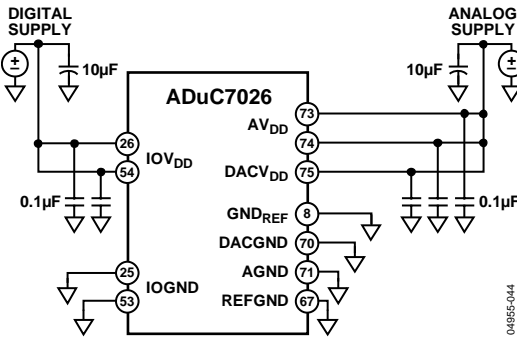 DIGITAL
SUPPLY
ANALOG
SUPPLY
10µF
10µF
ADuC7026
26
54
IOVDD
0.1µF
25
53
IOGND
73
74
AVDD
75
DACVDD
0.1µF
8
GNDREF
70
DACGND
71
AGND
67
REFGND
04955-044